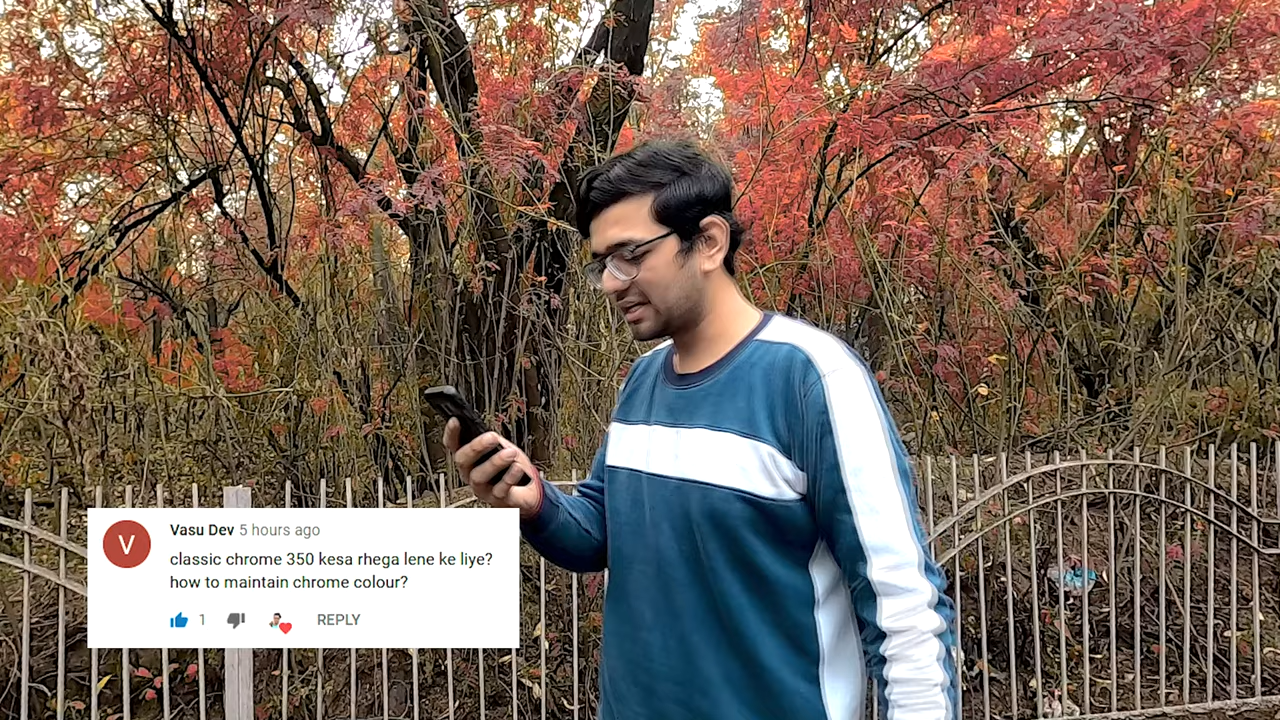 Vasu Dev 5 hours ago
classic chrome 350 kesa rhega lene ke liye?
how to maintain chrome colour?
1 REPLY
V